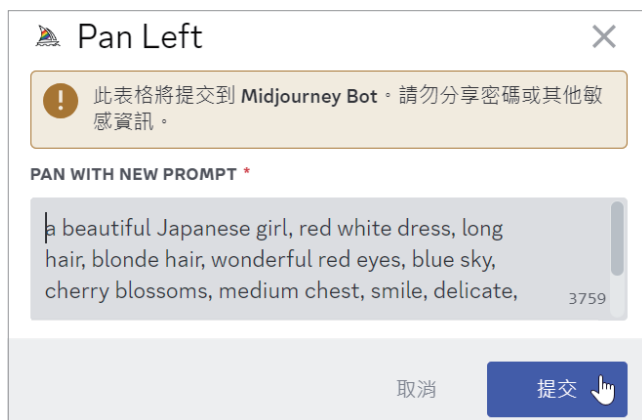 Pan Left
此表格將提交到 Midjourney Bot。請勿分享密碼或其他敏
感資訊。
PAN WITH NEW PROMPT *
a beautiful Japanese girl, red white dress, long
hair, blonde hair, wonderful red eyes, blue sky,
cherry blossoms, medium chest, smile, delicate,
3759
取消
提交